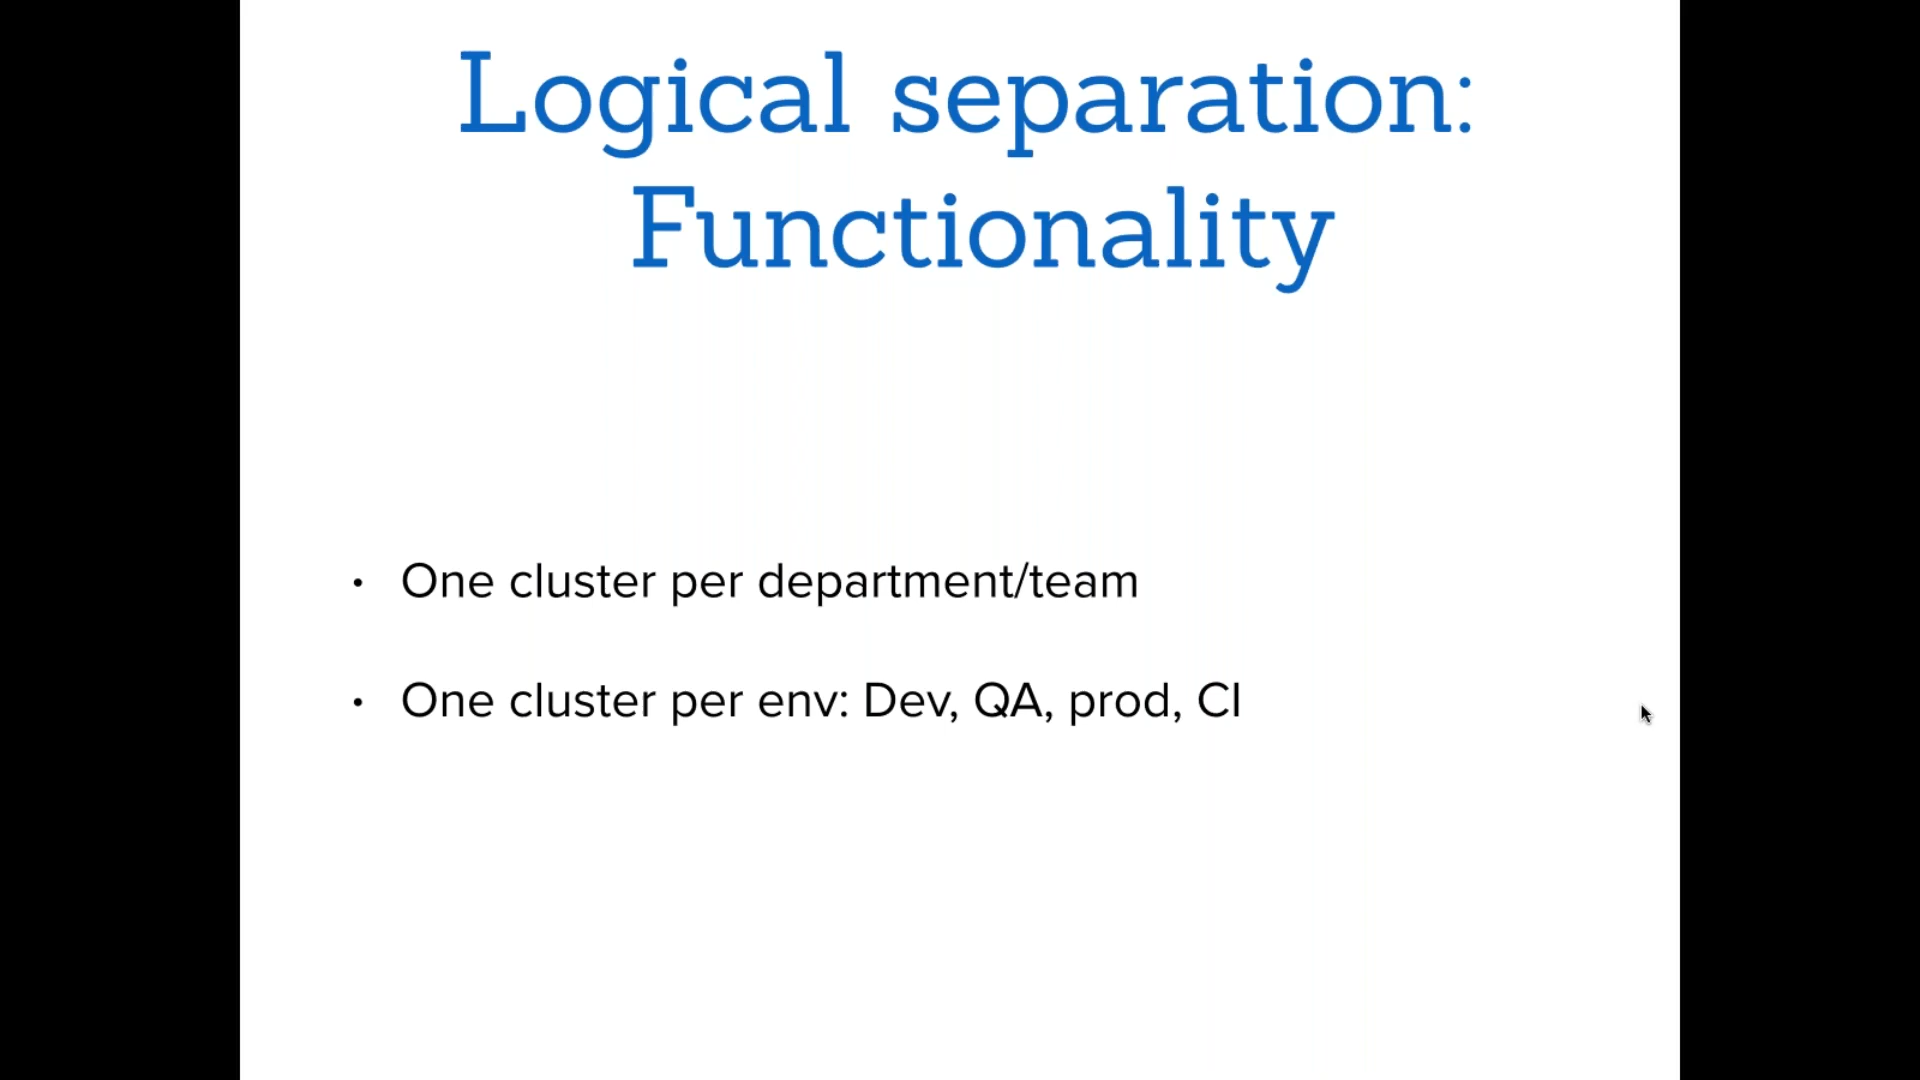 Logical separation:
Functionality
• One cluster per department/team
• One cluster per env: Dev, QA, prod, CI